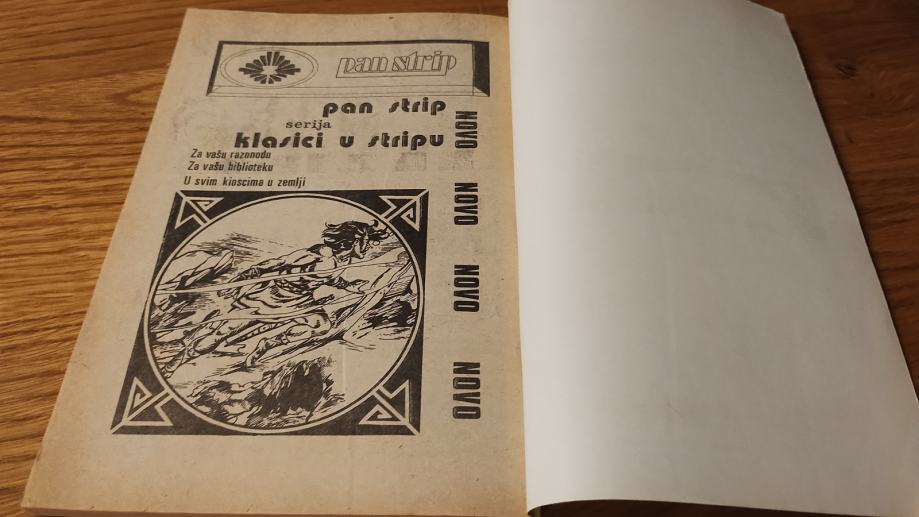 pan strip
pan strip
serija
klasici u stripu
Za vašu razonodu
Za vašu biblioteku
U svim kioscima u zemlji
NOVO
NOVO
NOVO
NOVO